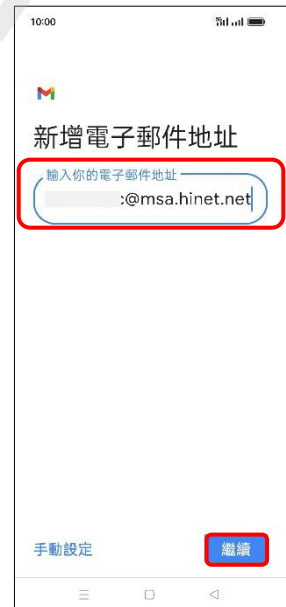 10:00
新增電子郵件地址
輸入你的電子郵件地址
c@msa.hinet.net
手動設定
繼續